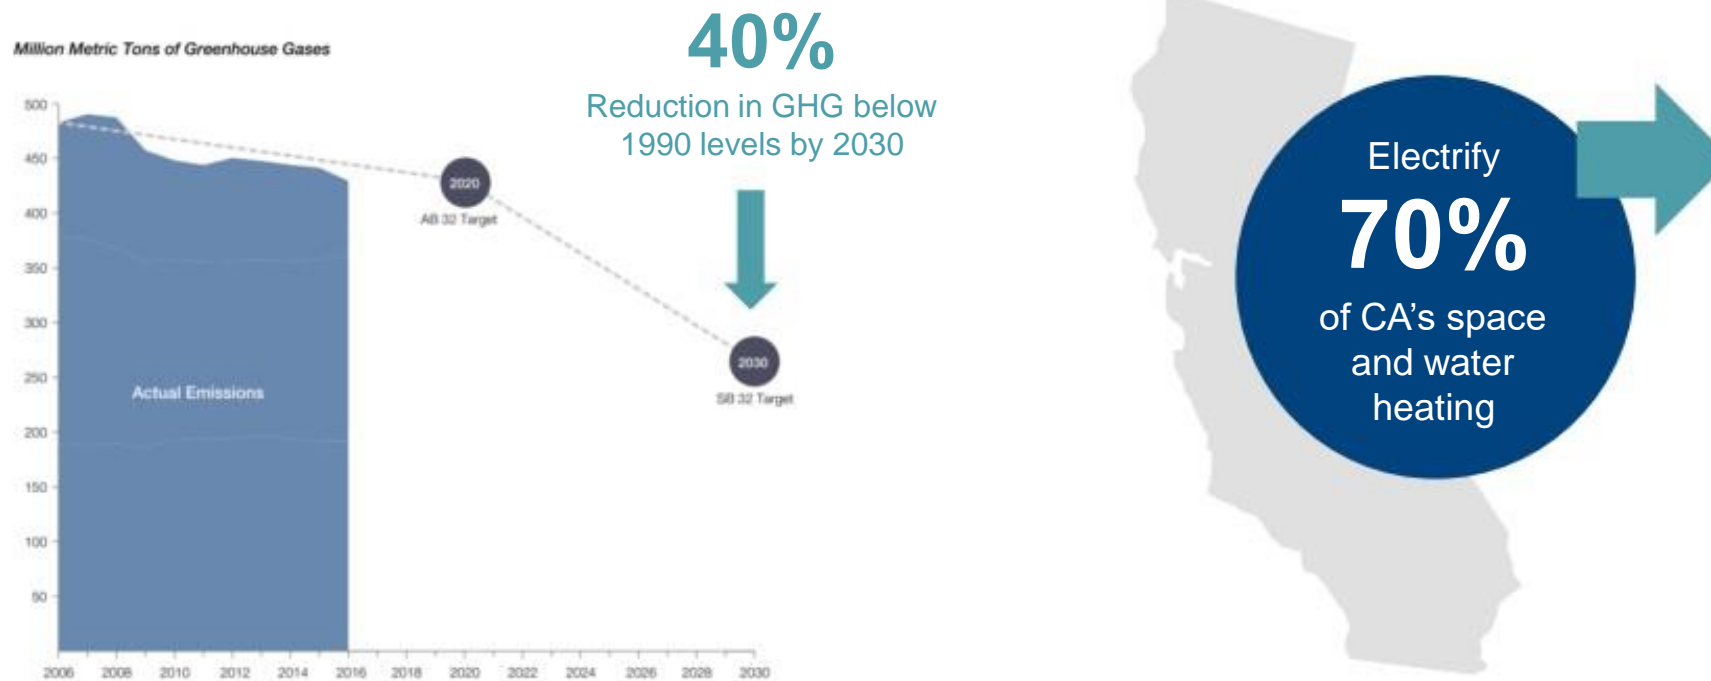 Million Metric Tons of Greenhouse Gases
500
450
400
350
300
250
200
150
100
50
2006 2008 2010 2012 2014 2016 2018 2020 2022 2024 2026 2028 2030
Actual Emissions
2020
AB 32 Target
2030
SB 32 Target
40%
Reduction in GHG below
1990 levels by 2030
Electrify
70%
of CA’s space
and water
heating